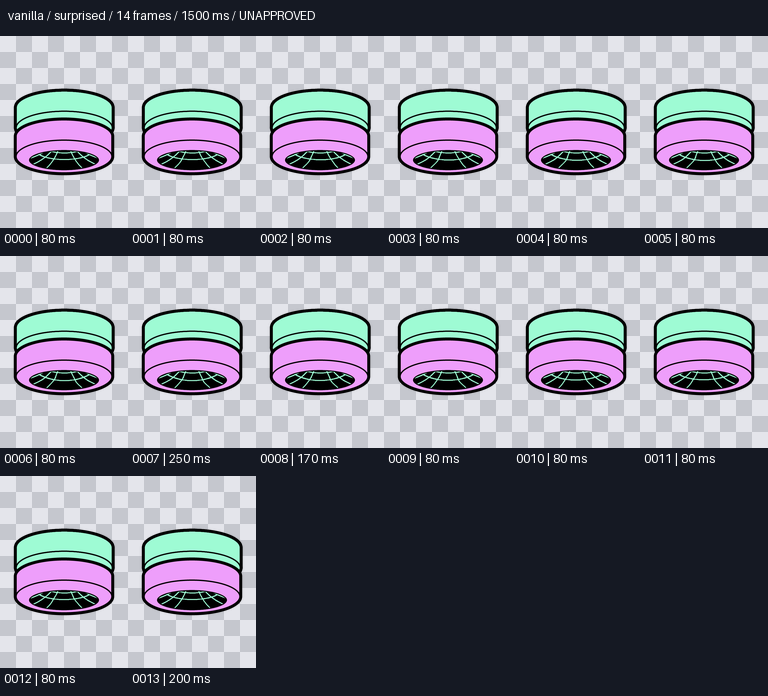 vanilla / surprised / 14 frames / 1500 ms / UNAPPROVED
0000 | 80 ms
0001 | 80 ms
0002 | 80 ms
0003 | 80 ms
0004 | 80 ms
0005 | 80 ms
0006 | 80 ms
0007 | 250 ms
0008 | 170 ms
0009 | 80 ms
0010 | 80 ms
0011 | 80 ms
0012 | 80 ms
0013 | 200 ms